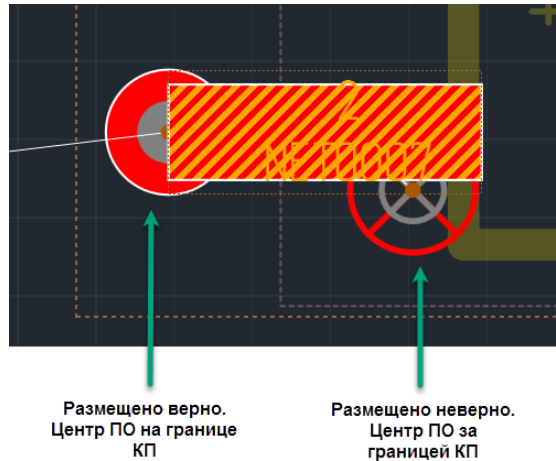 2
NET0007
Размещено верно.
Центр ПО на границе
КП
Размещено неверно.
Центр ПО за
границей КП